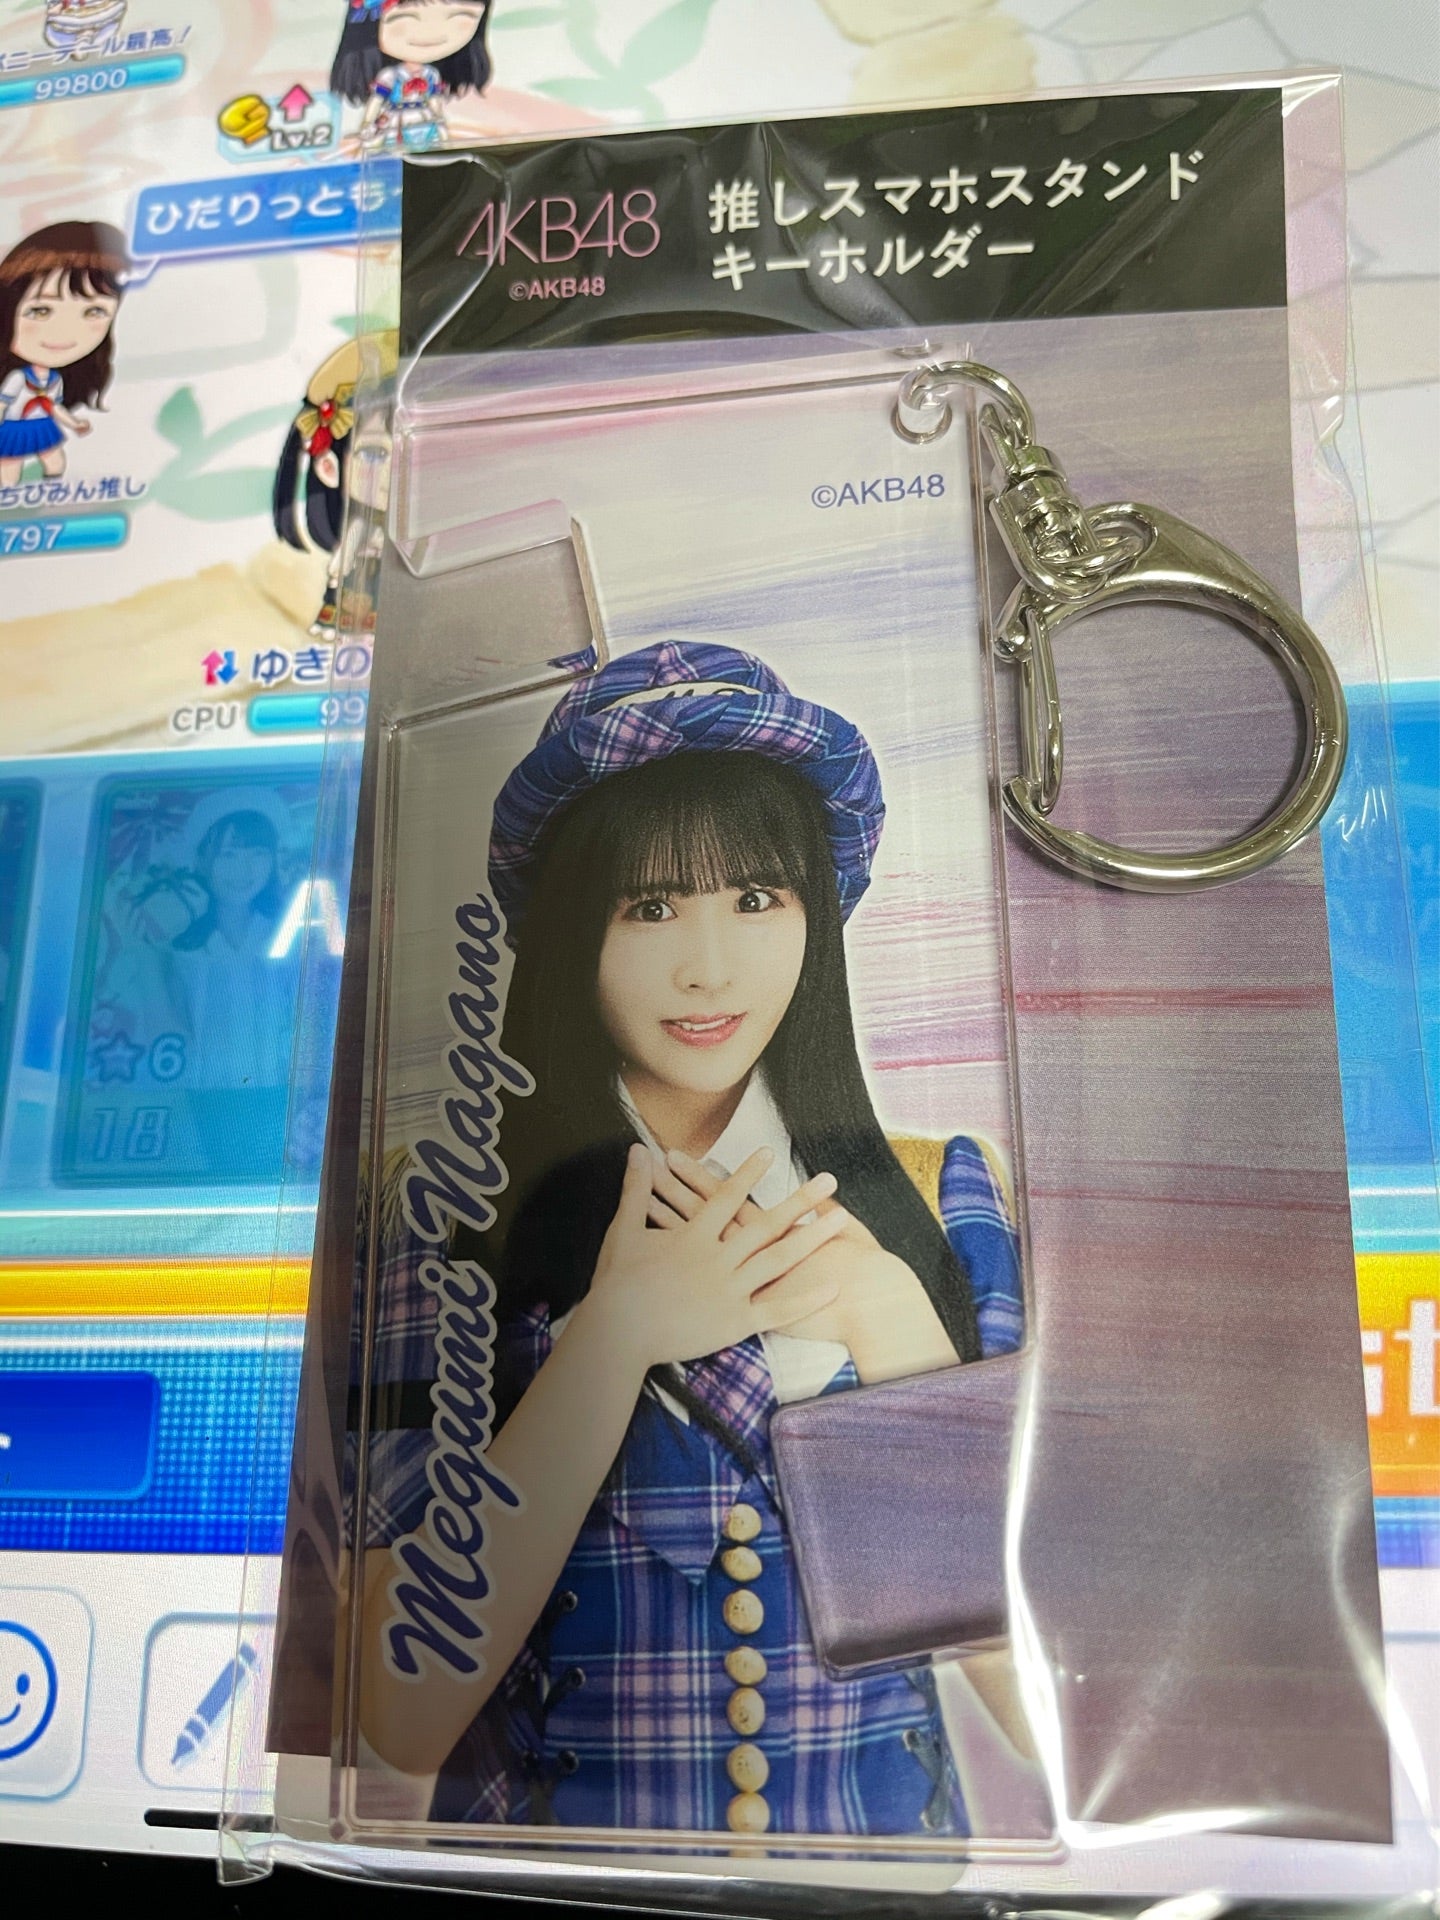 ニーテール最高！
99800
Lv.2
ひだりっとも
AKB48
©AKB48
推しスマホスタンド
キーホルダー
©AKB48
ちひみん推し
797
ゆきの
CPU 99
A
6
18
Megumi Nagano